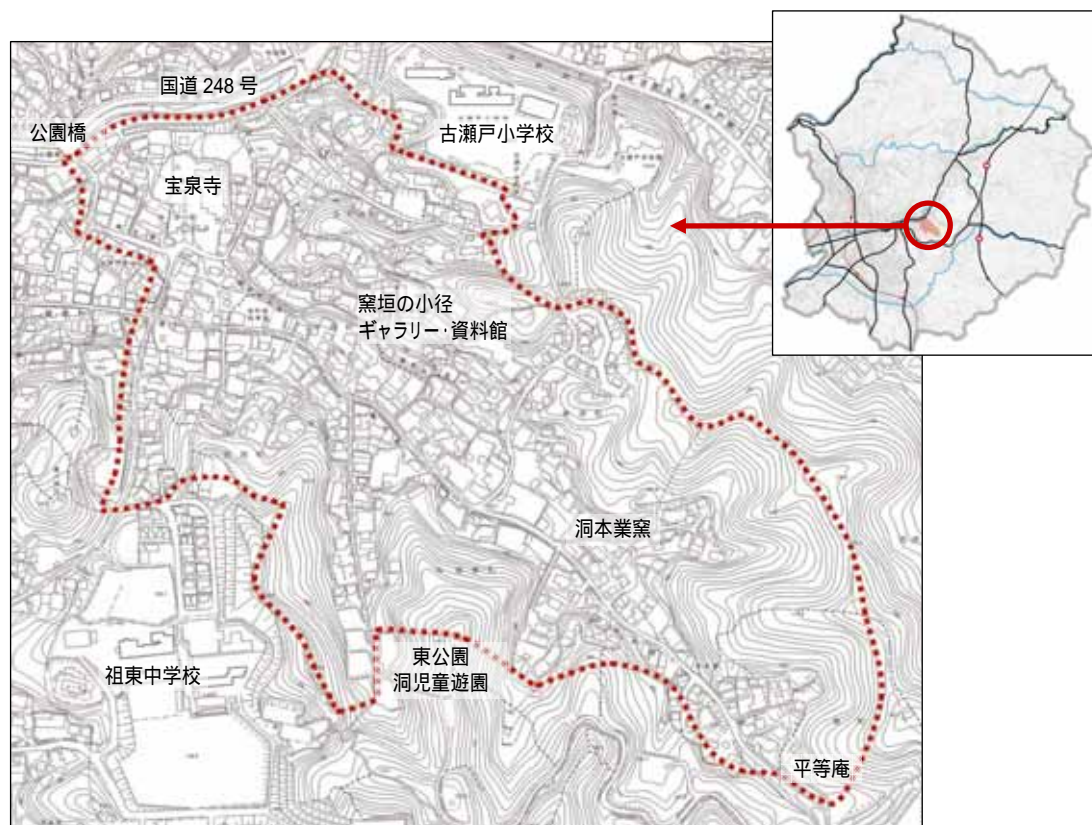 国道 248 号
公園橋
古瀬戸小学校
宝泉寺
窯垣の小径
ギャラリー・資料館
洞本業窯
祖東中学校
東公園
洞児童遊園
平等庵